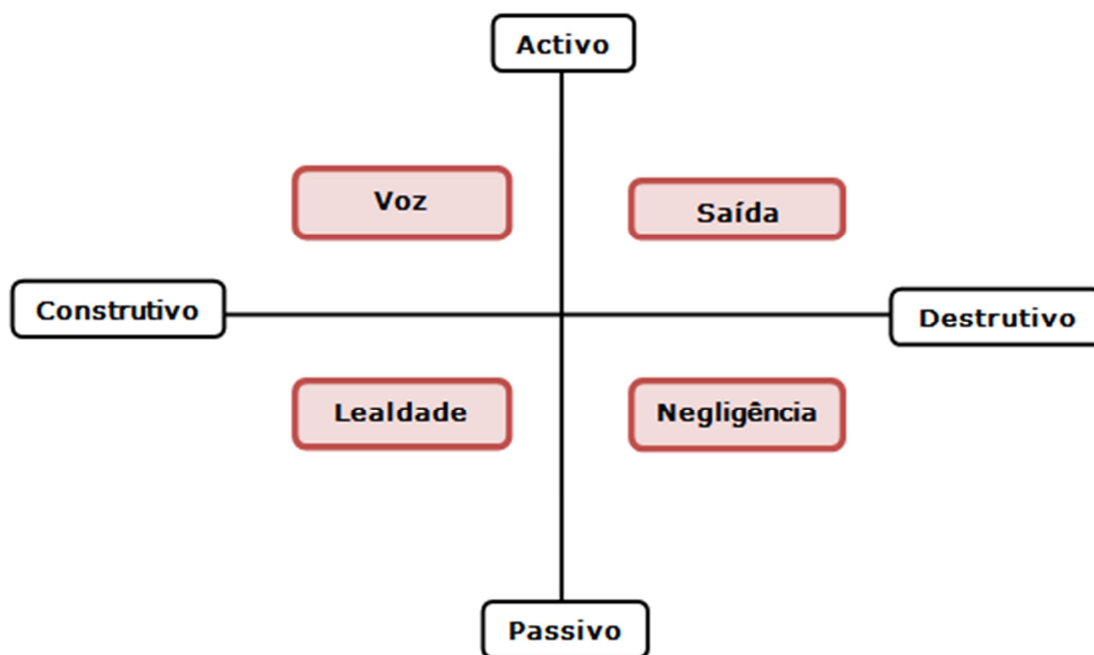 Activo
Voz
Saída
Construtivo
Destrutivo
Lealdade
Negligência
Passivo